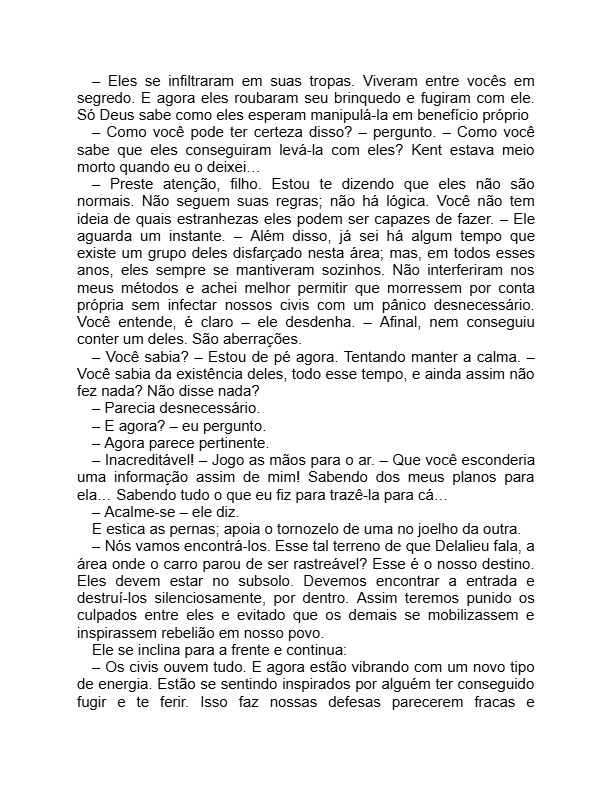 – Eles se infiltraram em suas tropas. Viveram entre vocês em
segredo. E agora eles roubaram seu brinquedo e fugiram com ele.
Só Deus sabe como eles esperam manipulá-la em benefício próprio
– Como você pode ter certeza disso? – pergunto. – Como você
sabe que eles conseguiram levá-la com eles? Kent estava meio
morto quando eu o deixei…
– Preste atenção, filho. Estou te dizendo que eles não são
normais. Não seguem suas regras; não há lógica. Você não tem
ideia de quais estranhezas eles podem ser capazes de fazer. – Ele
aguarda um instante. – Além disso, já sei há algum tempo que
existe um grupo deles disfarçado nesta área; mas, em todos esses
anos, eles sempre se mantiveram sozinhos. Não interferiram nos
meus métodos e achei melhor permitir que morressem por conta
própria sem infectar nossos civis com um pânico desnecessário.
Você entende, é claro – ele desdenha. – Afinal, nem conseguiu
conter um deles. São aberrações.
– Você sabia? – Estou de pé agora. Tentando manter a calma. –
Você sabia da existência deles, todo esse tempo, e ainda assim não
fez nada? Não disse nada?
– Parecia desnecessário.
– E agora? – eu pergunto.
– Agora parece pertinente.
– Inacreditável! – Jogo as mãos para o ar. – Que você esconderia
uma informação assim de mim! Sabendo dos meus planos para
ela… Sabendo tudo o que eu fiz para trazê-la para cá…
– Acalme-se – ele diz.
E estica as pernas; apoia o tornozelo de uma no joelho da outra.
– Nós vamos encontrá-los. Esse tal terreno de que Delalieu fala, a
área onde o carro parou de ser rastreável? Esse é o nosso destino.
Eles devem estar no subsolo. Devemos encontrar a entrada e
destruí-los silenciosamente, por dentro. Assim teremos punido os
culpados entre eles e evitado que os demais se mobilizassem e
inspirassem rebelião em nosso povo.
Ele se inclina para a frente e continua:
– Os civis ouvem tudo. E agora estão vibrando com um novo tipo
de energia. Estão se sentindo inspirados por alguém ter conseguido
fugir e te ferir. Isso faz nossas defesas parecerem fracas e